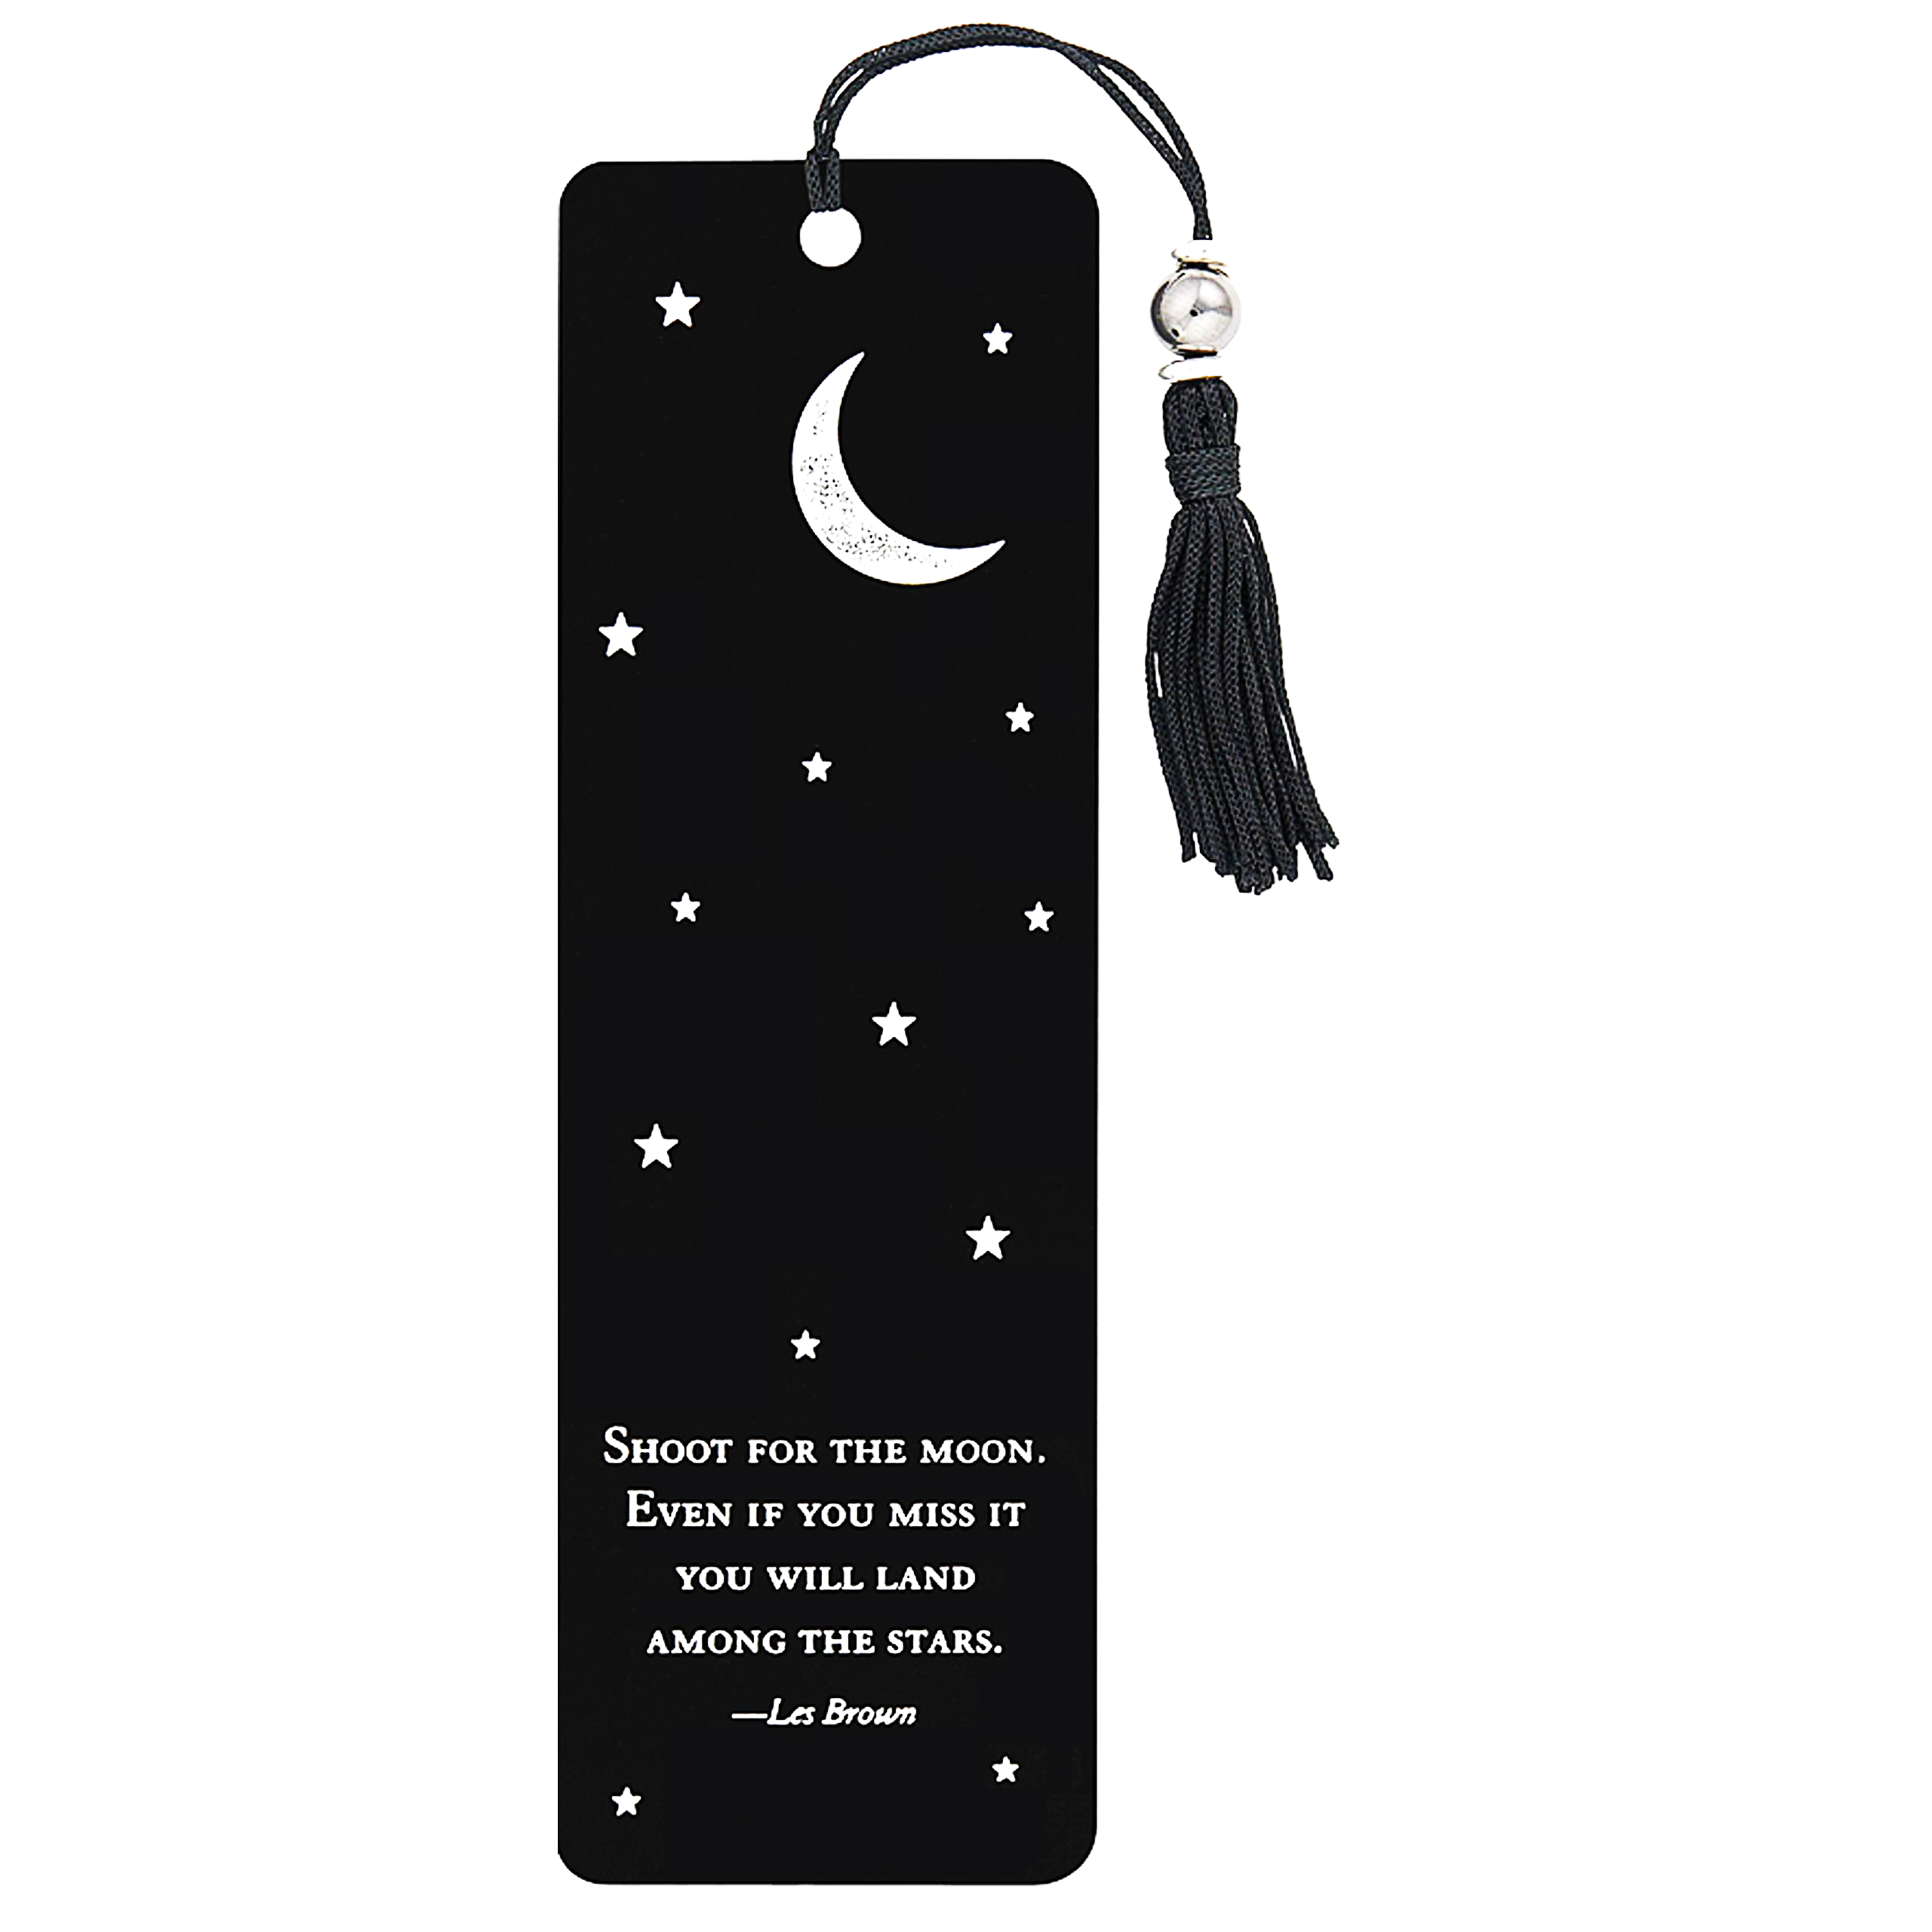 Shoot for the moon.
Even if you miss it
you will land
among the stars.
—Les Brown